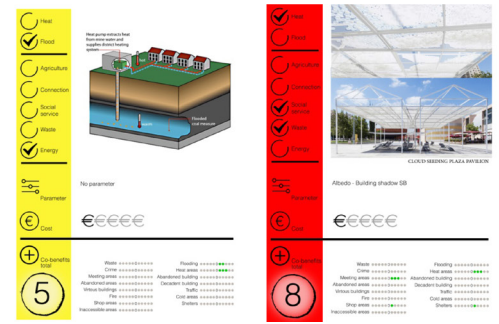 Heat
Flood
Agriculture
Connection
Social
service
Waste
Energy
Parameter
Cost
Co-benefits
total
5
Heat pump extracts heat
from mine water and
supplies district heating
system
Flooded
coal measure
No parameter
€€€€€
Waste
Crime
Meeting areas
Abandoned areas
Vitrous buildings
Fire
Shop areas
Inaccessible areas
Flooding
Heat areas
Abandoned building
Decadent building
Traffic
Cold areas
Shelters
Heat
Flood
Agriculture
Connection
Social
service
Waste
Energy
Parameter
Cost
Co-benefits
total
8
CLOUD SEEDING PLAZA PAVILION
Albedo - Building shadow SB
€€€€€
Waste
Crime
Meeting areas
Abandoned areas
Vitrous buildings
Fire
Shop areas
Inaccessible areas
Flooding
Heat areas
Abandoned building
Decadent building
Traffic
Cold areas
Shelters